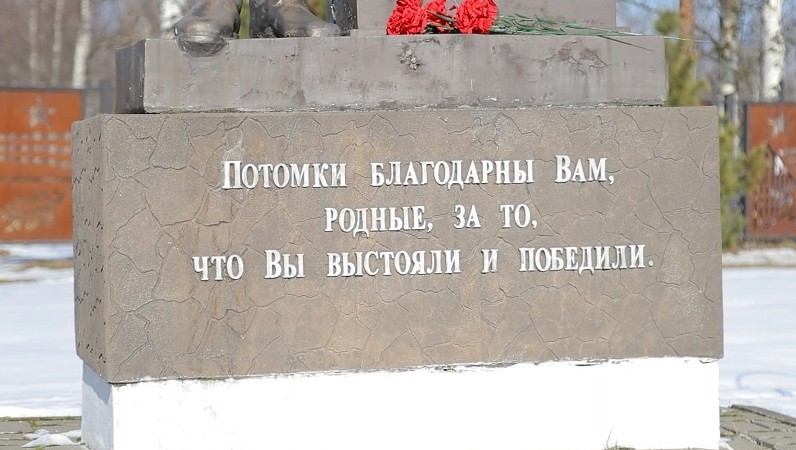 Потомки благодарны Вам,
родные, за то,
что Вы выстояли и победили.